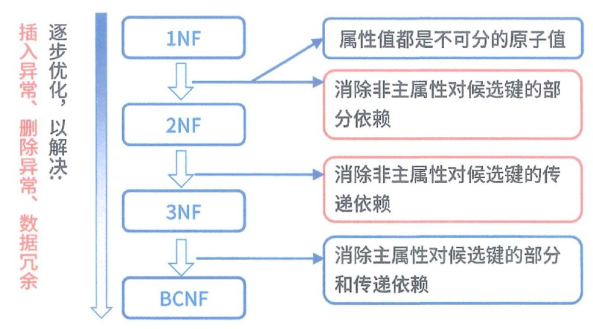 逐步优化，以解决：
插入异常、删除异常、数据冗余
1NF
属性值都是不可分的原子值
消除非主属性对候选键的部
分依赖
2NF
消除非主属性对候选键的传
递依赖
3NF
消除主属性对候选键的部分
和传递依赖
BCNF